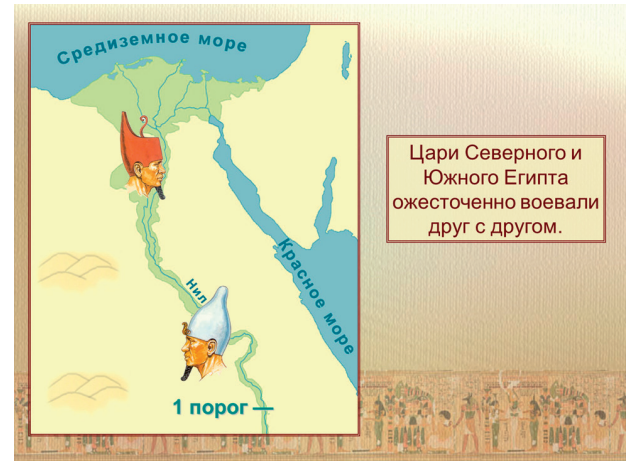 Средиземное море
Цари Северного и
Южного Египта
ожесточенно воевали
друг с другом.
Красное море
Нил
1 порог —